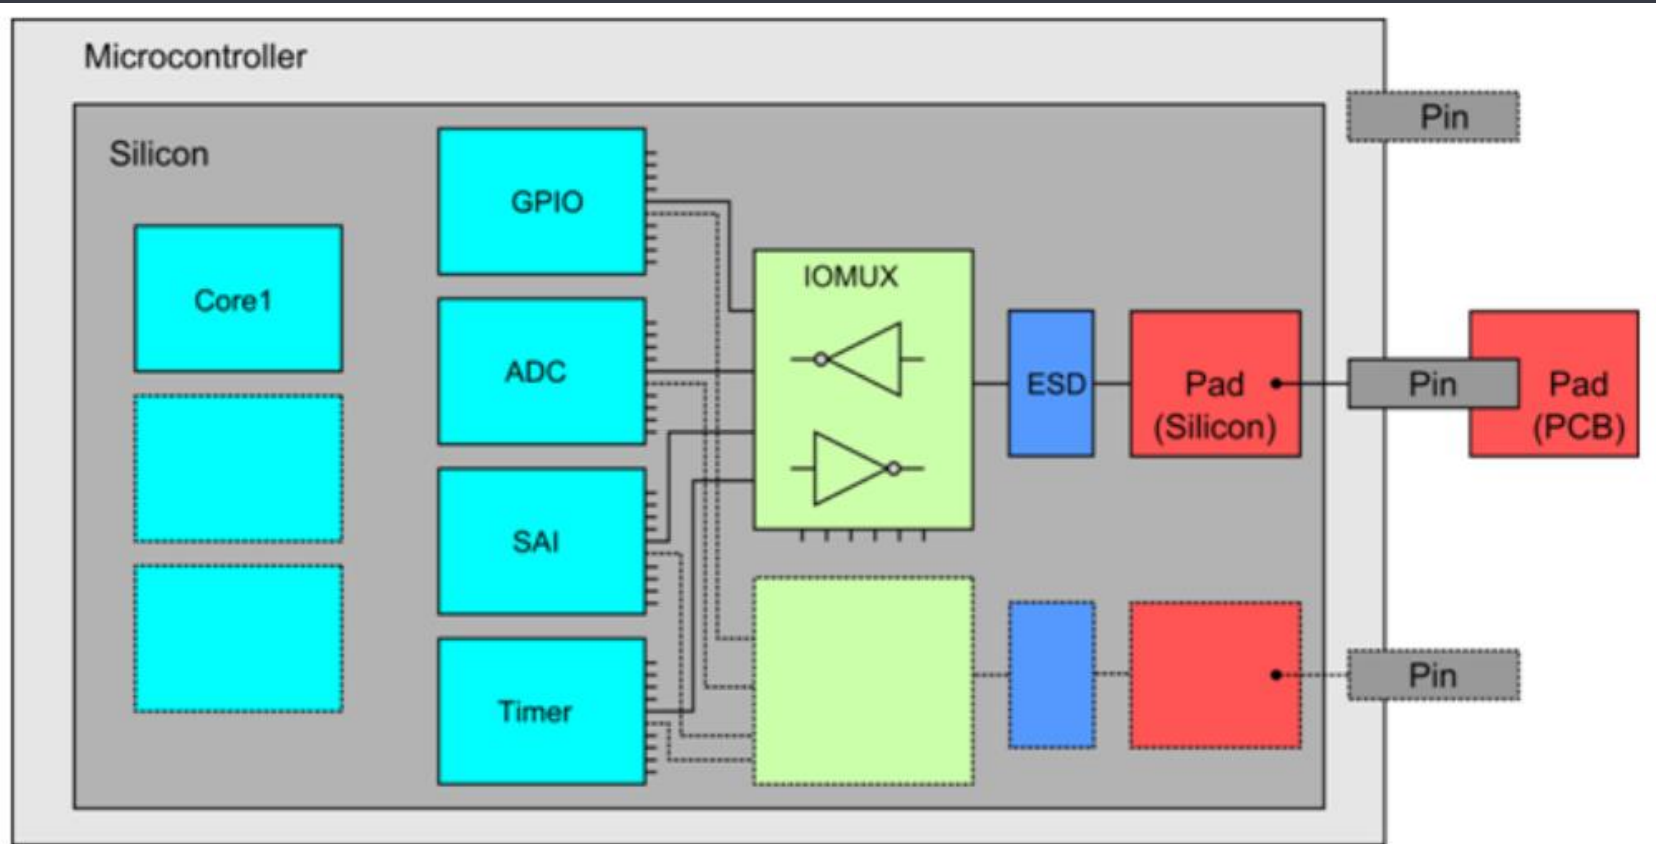 Microcontroller
Pin
Silicon
GPIO
IOMUX
Core1
ADC
ESD
Pad
(Silicon)
Pin
Pad
(PCB)
SAI
Timer
Pin